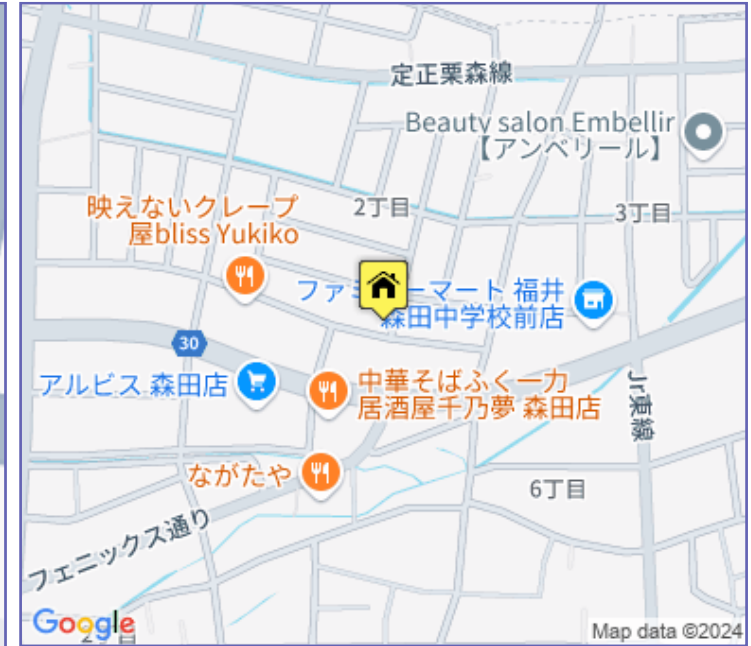 定正栗森線
Beauty salon Embellir
【アンベリール】
映えないクレープ
屋bliss Yukiko
2丁目
3丁目
ファミリーマート 福井
森田中学校前店
30
アルビス 森田店
中華そばふく一力
居酒屋千乃夢 森田店
Jr東線
ながたや
6丁目
フェニックス通り
Google
2丁目
Map data ©2024